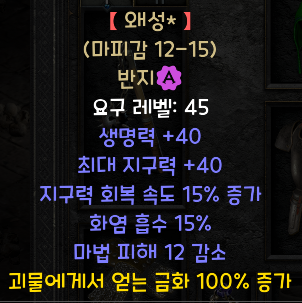 【 왜성* 】
(마피감 12-15)
반지 A
요구 레벨: 45
생명력 +40
최대 지구력 +40
지구력 회복 속도 15% 증가
화염 흡수 15%
마법 피해 12 감소
괴물에게서 얻는 금화 100% 증가